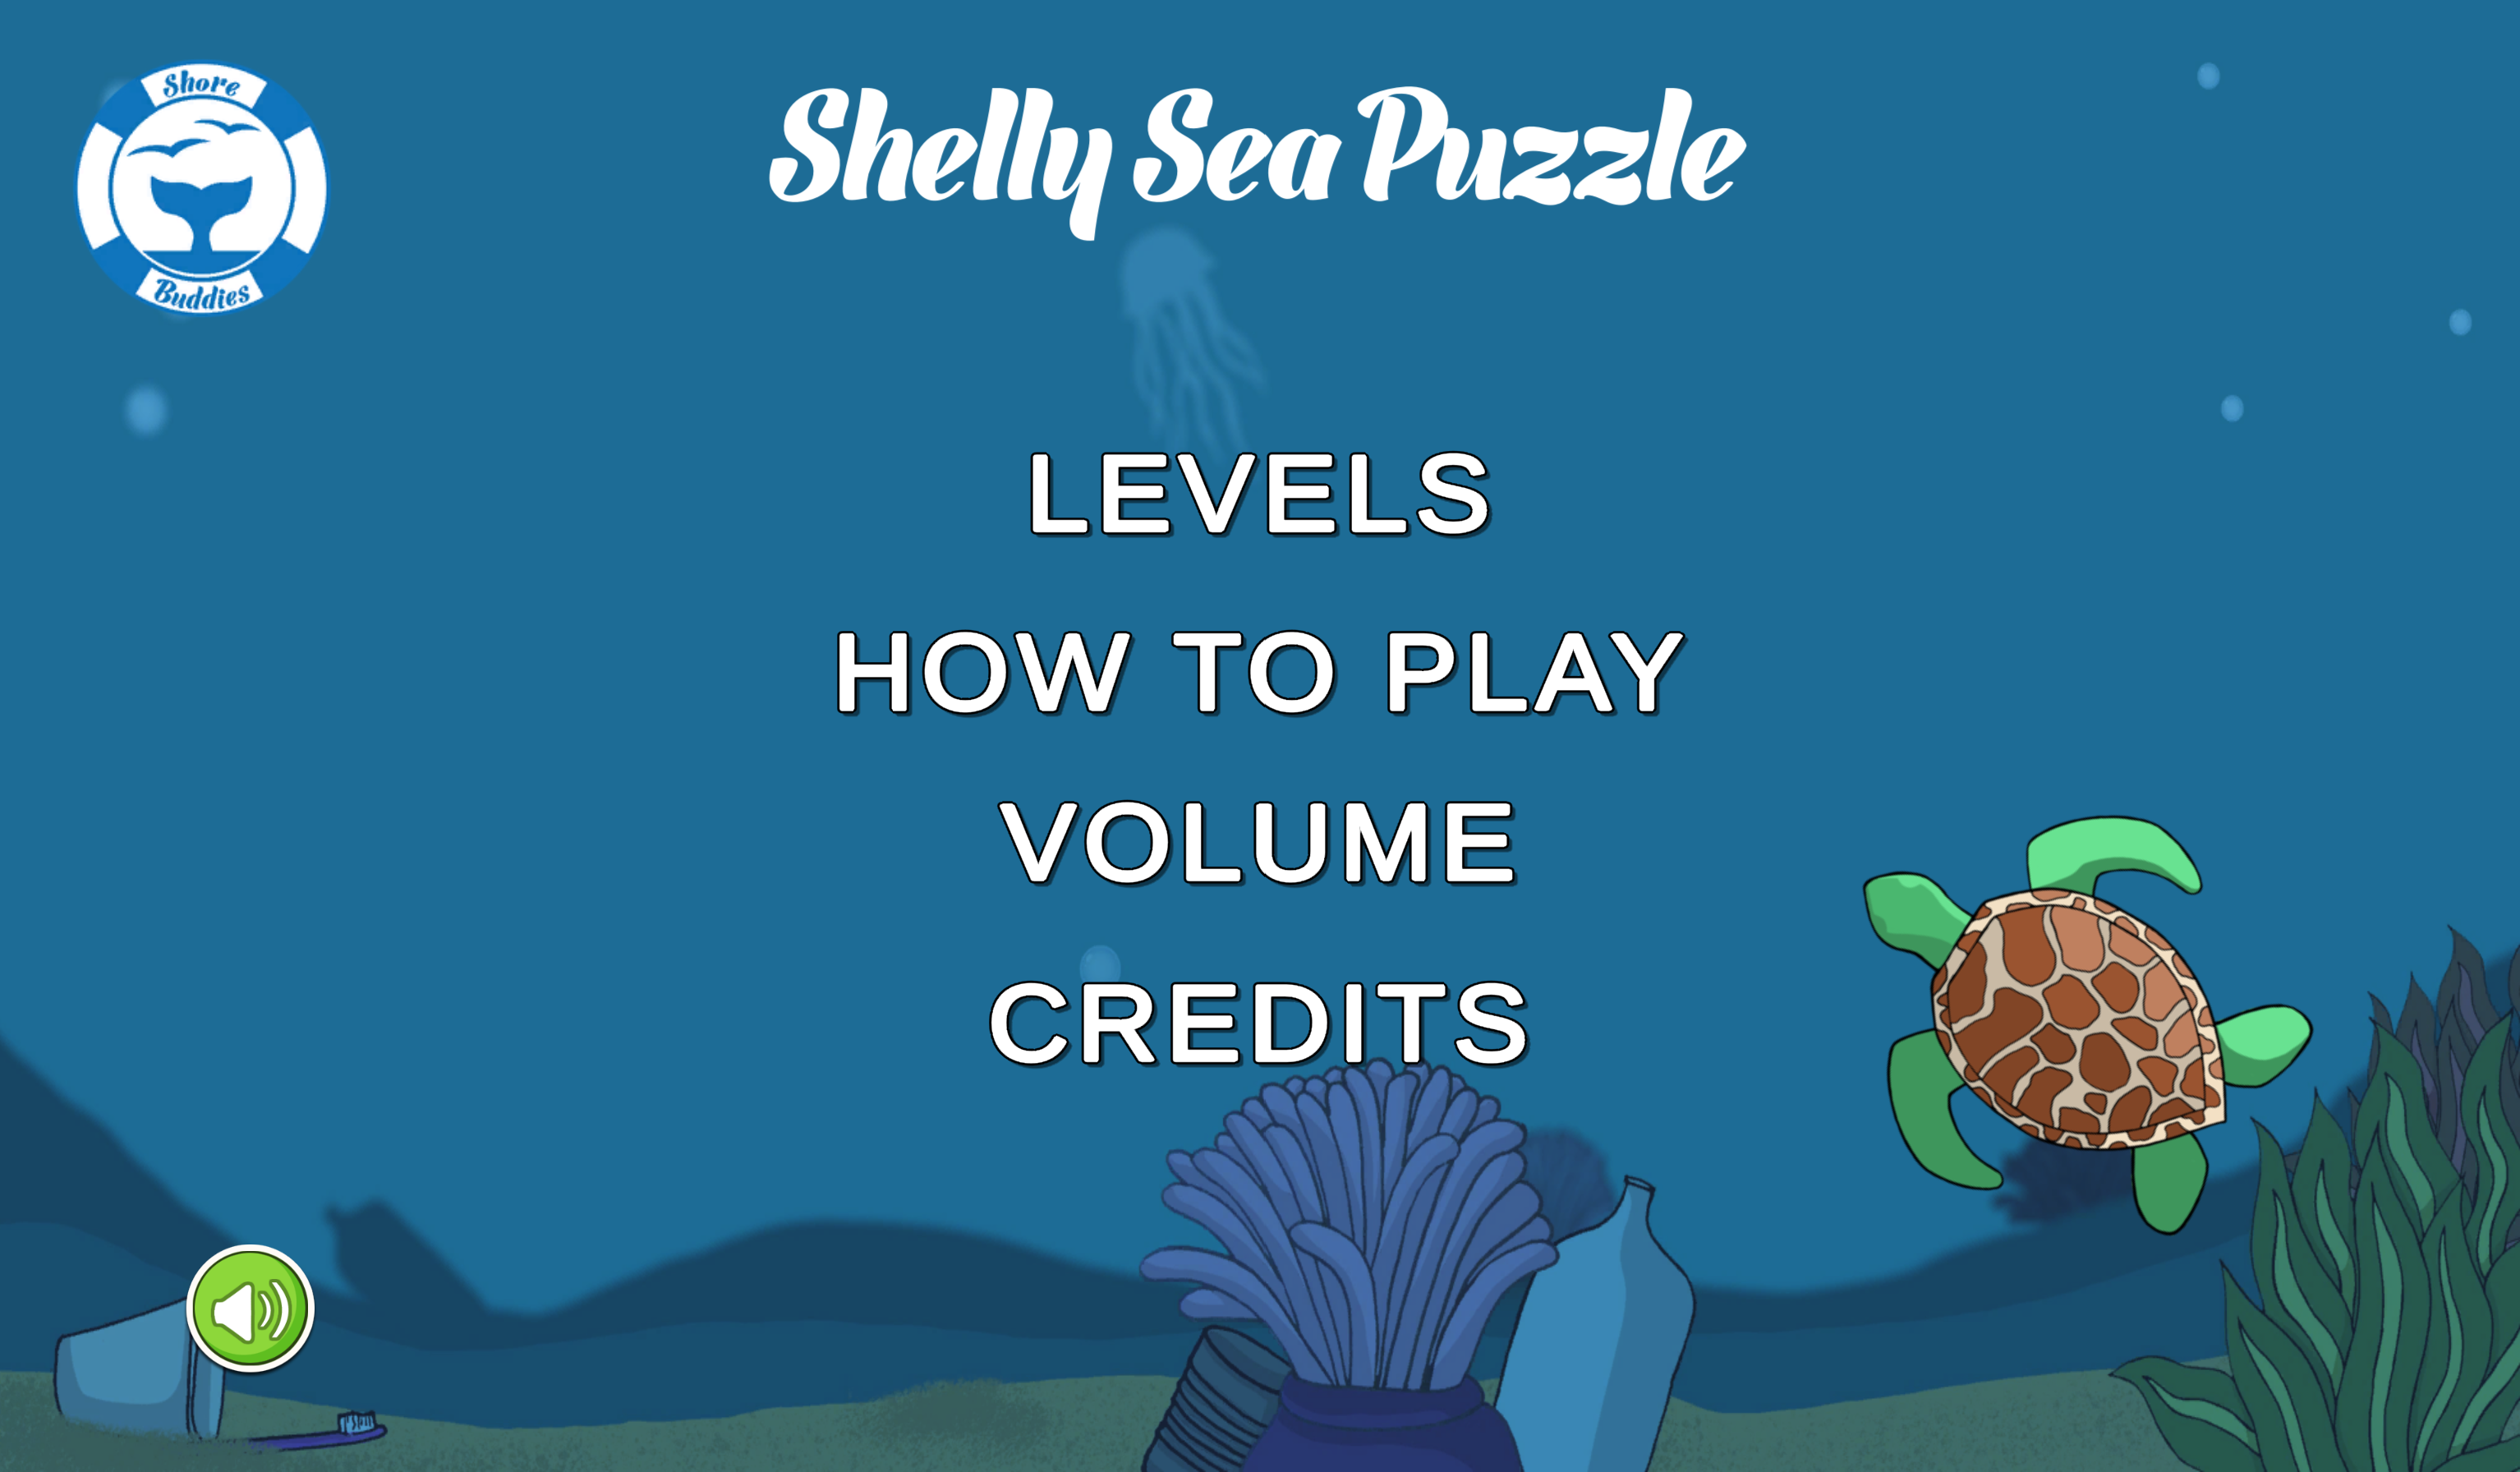 Shore
Buddies
Shelly Sea Puzzle
LEVELS
HOW TO PLAY
VOLUME
CREDITS